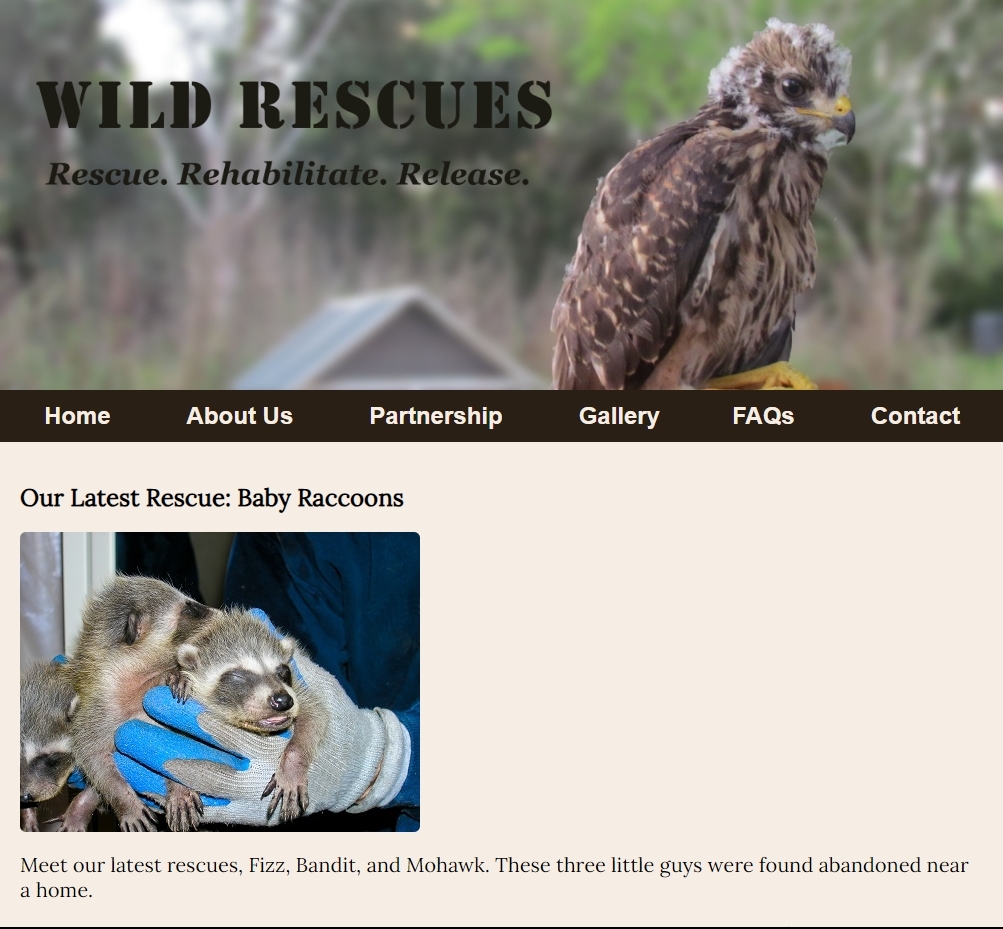 WILD RESCUES
Rescue. Rehabilitate. Release.
Home About Us Partnership Gallery FAQs Contact
Our Latest Rescue: Baby Raccoons
Meet our latest rescues, Fizz, Bandit, and Mohawk. These three little guys were found abandoned near
a home.